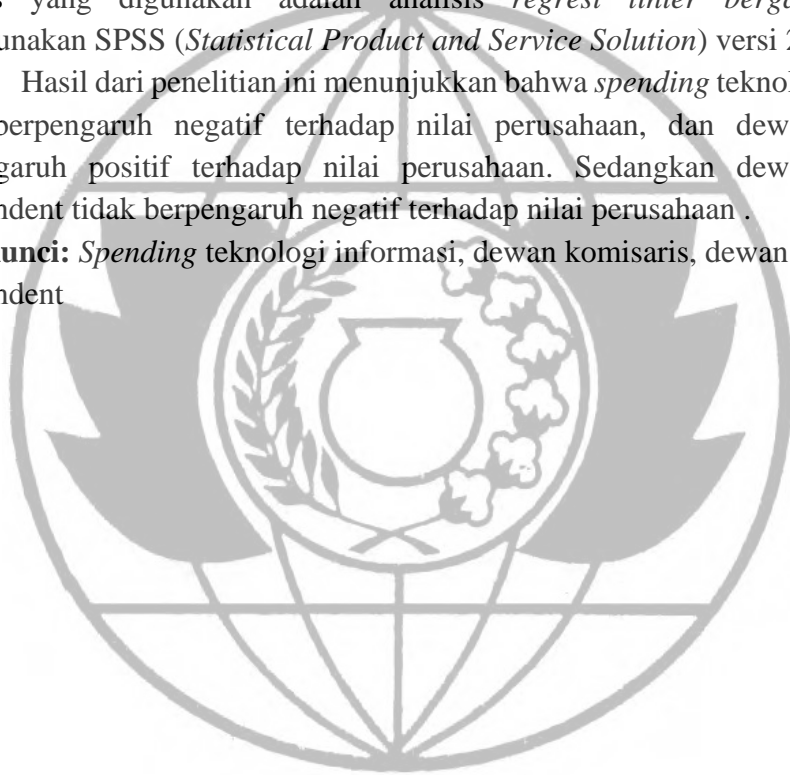 yang digunakan adalah analisis regresi linier
unakan SPSS (Statistical Product and Service Solution) versi 2
Hasil dari penelitian ini menunjukkan bahwa spending teknol
berpengaruh negatif terhadap nilai perusahaan, dan dew
garuh positif terhadap nilai perusahaan. Sedangkan dew
ndent tidak berpengaruh negatif terhadap nilai perusahaan .
unci: Spending teknologi informasi, dewan komisaris, dewan
ndent